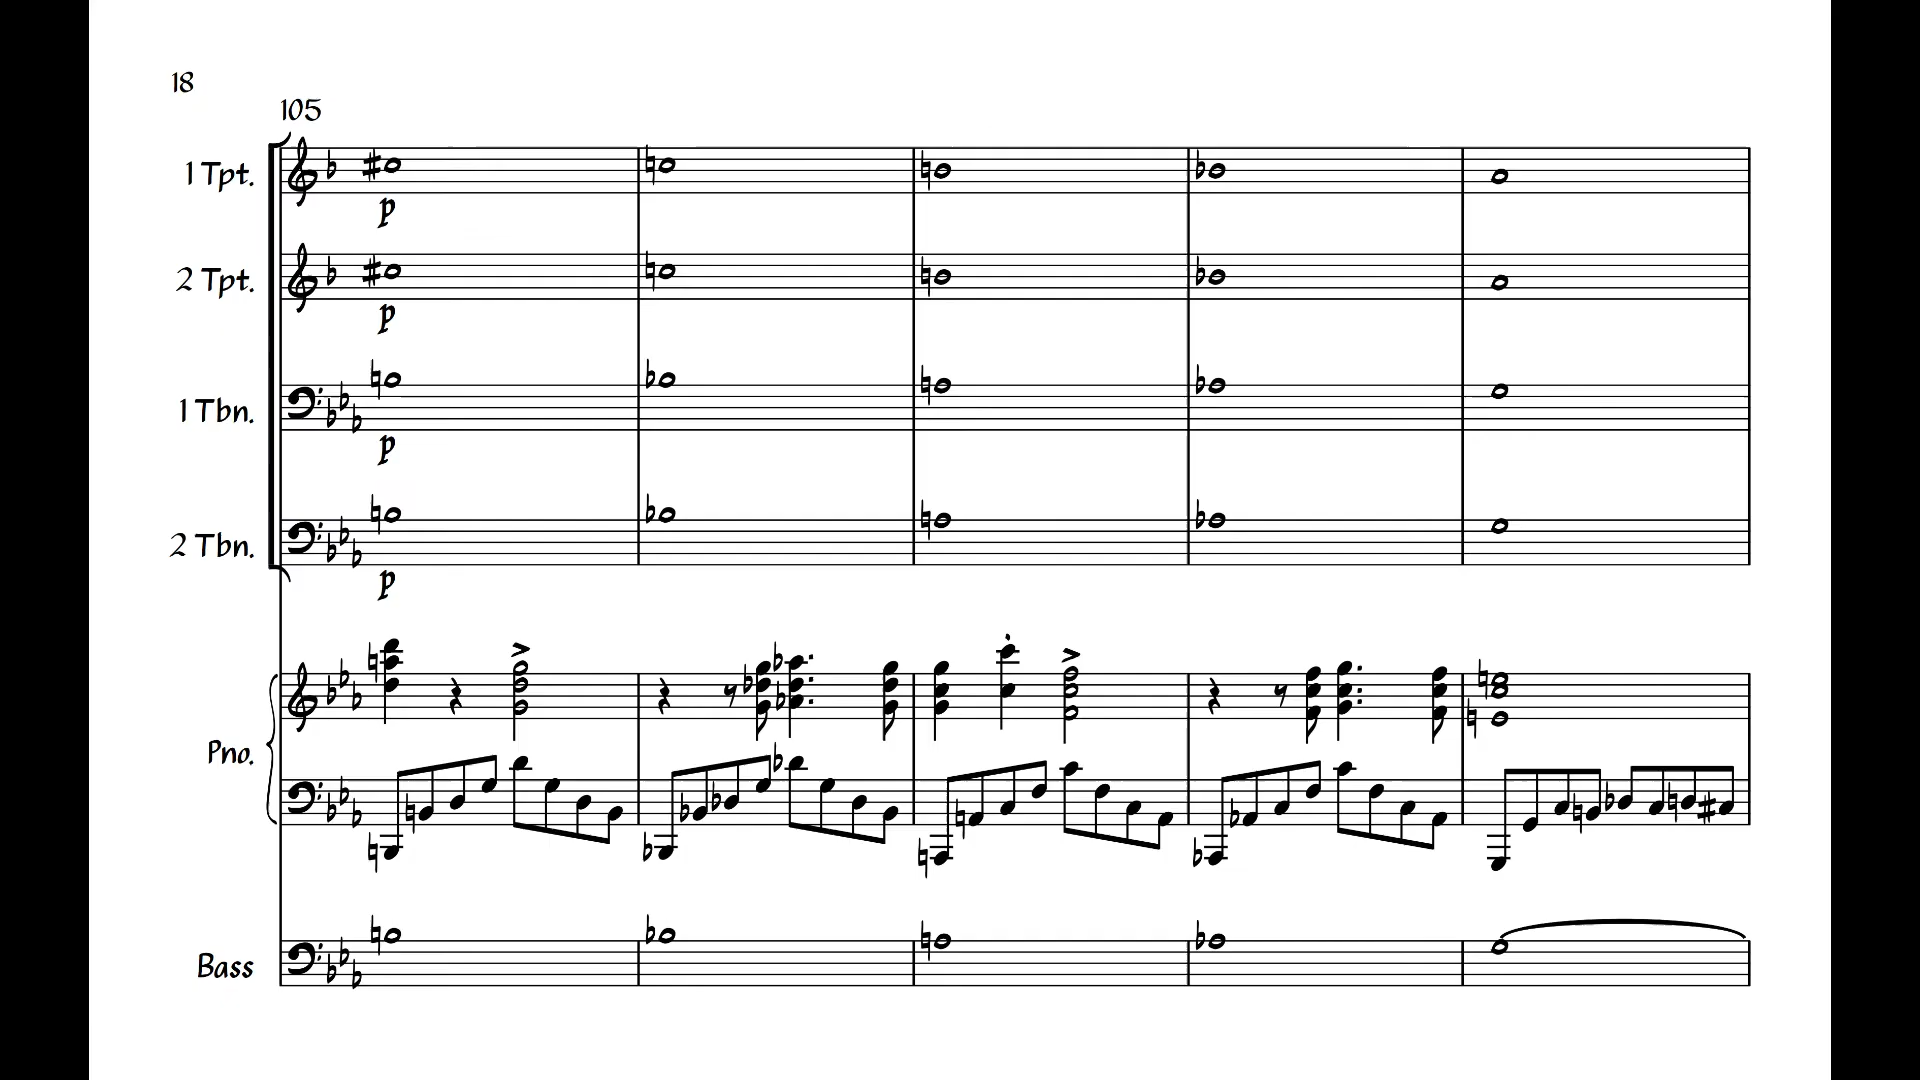 18
105
1 Tpt.
p
2 Tpt.
p
1 Tbn.
p
2 Tbn.
p
Pno.
Bass